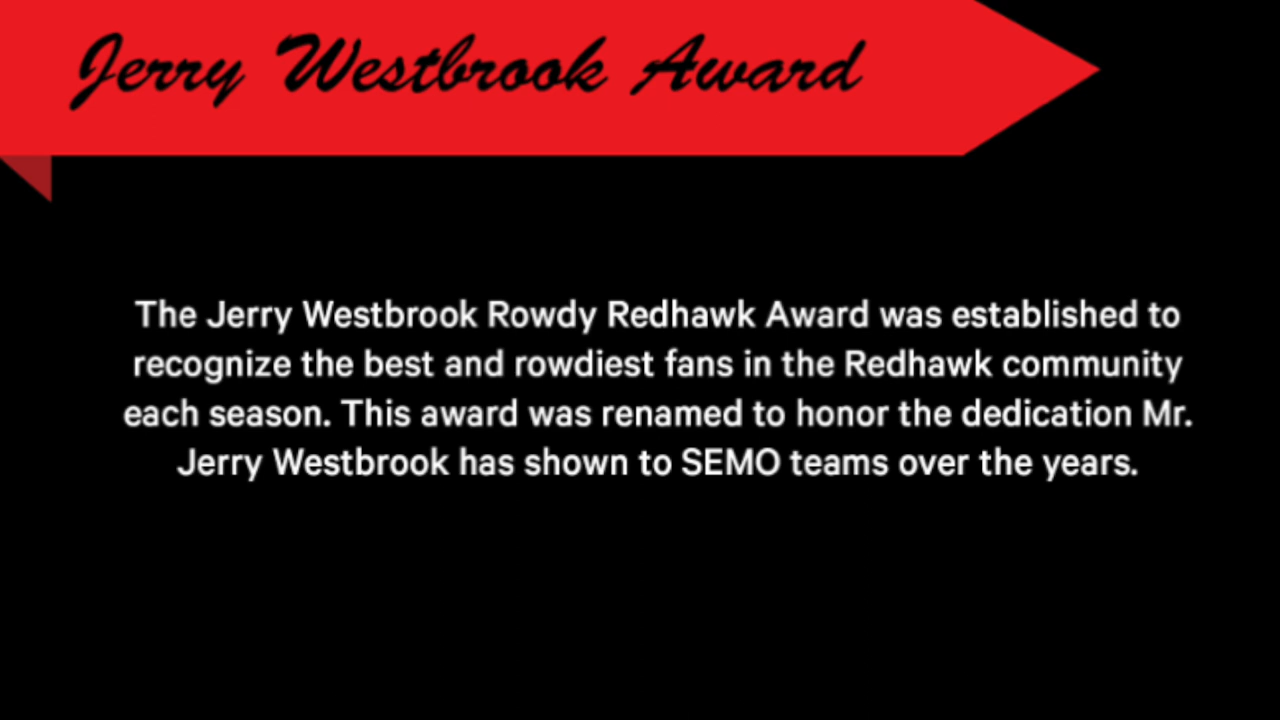 Jerry Westbrook Award
The Jerry Westbrook Rowdy Redhawk Award was established to
recognize the best and rowdiest fans in the Redhawk community
each season. This award was renamed to honor the dedication Mr.
Jerry Westbrook has shown to SEMO teams over the years.